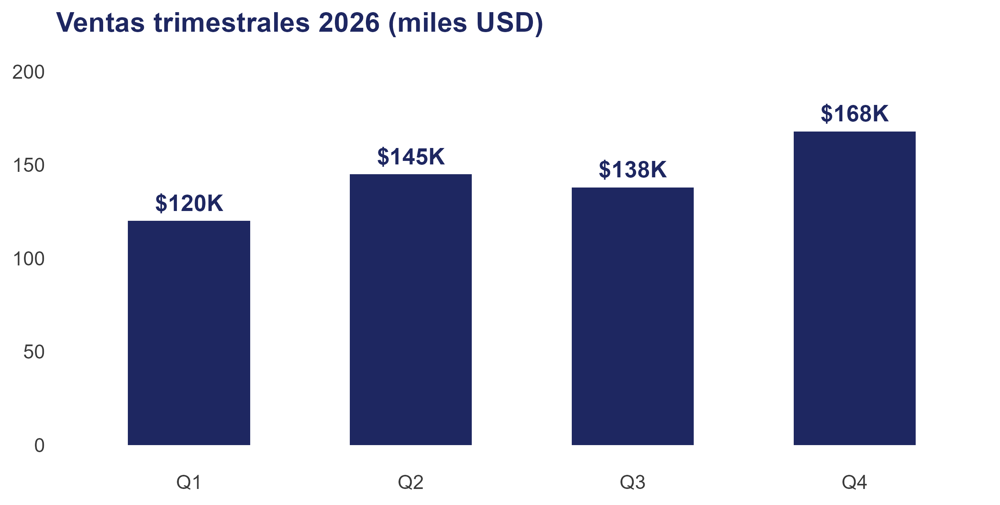 Ventas trimestrales 2026 (miles USD)
200
$168K
150
$145K
$138K
$120K
100
50
0
Q1 Q2 Q3 Q4